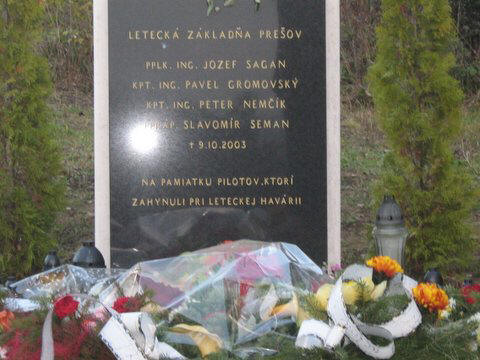 LETECKÁ ZÁKLADŇA PREŠOV
PPLK. ING. JOZEF SAGAN
KPT. ING. PAVEL GROMOVSKÝ
KPT. ING. PETER NEMČÍK
SLAVOMÍR SEMAN
† 9.10.2003
NA PAMIATKU PILOTOV, KTORÍ
ZAHYNULI PRI LETECKEJ HAVÁRII